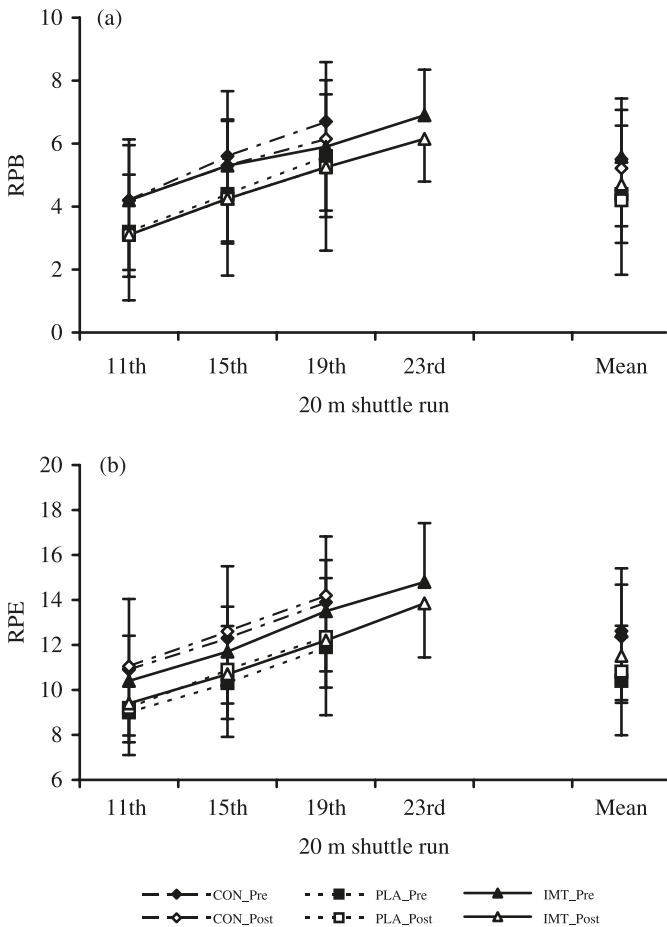 (a)
10
8
6
4
2
0
RPB
11th 15th 19th 23rd Mean
20 m shuttle run
(b)
20
18
16
14
12
10
8
6
RPE
11th 15th 19th 23rd Mean
20 m shuttle run
CON_Pre PLA_Pre IMT_Pre
CON_Post PLA_Post IMT_Post